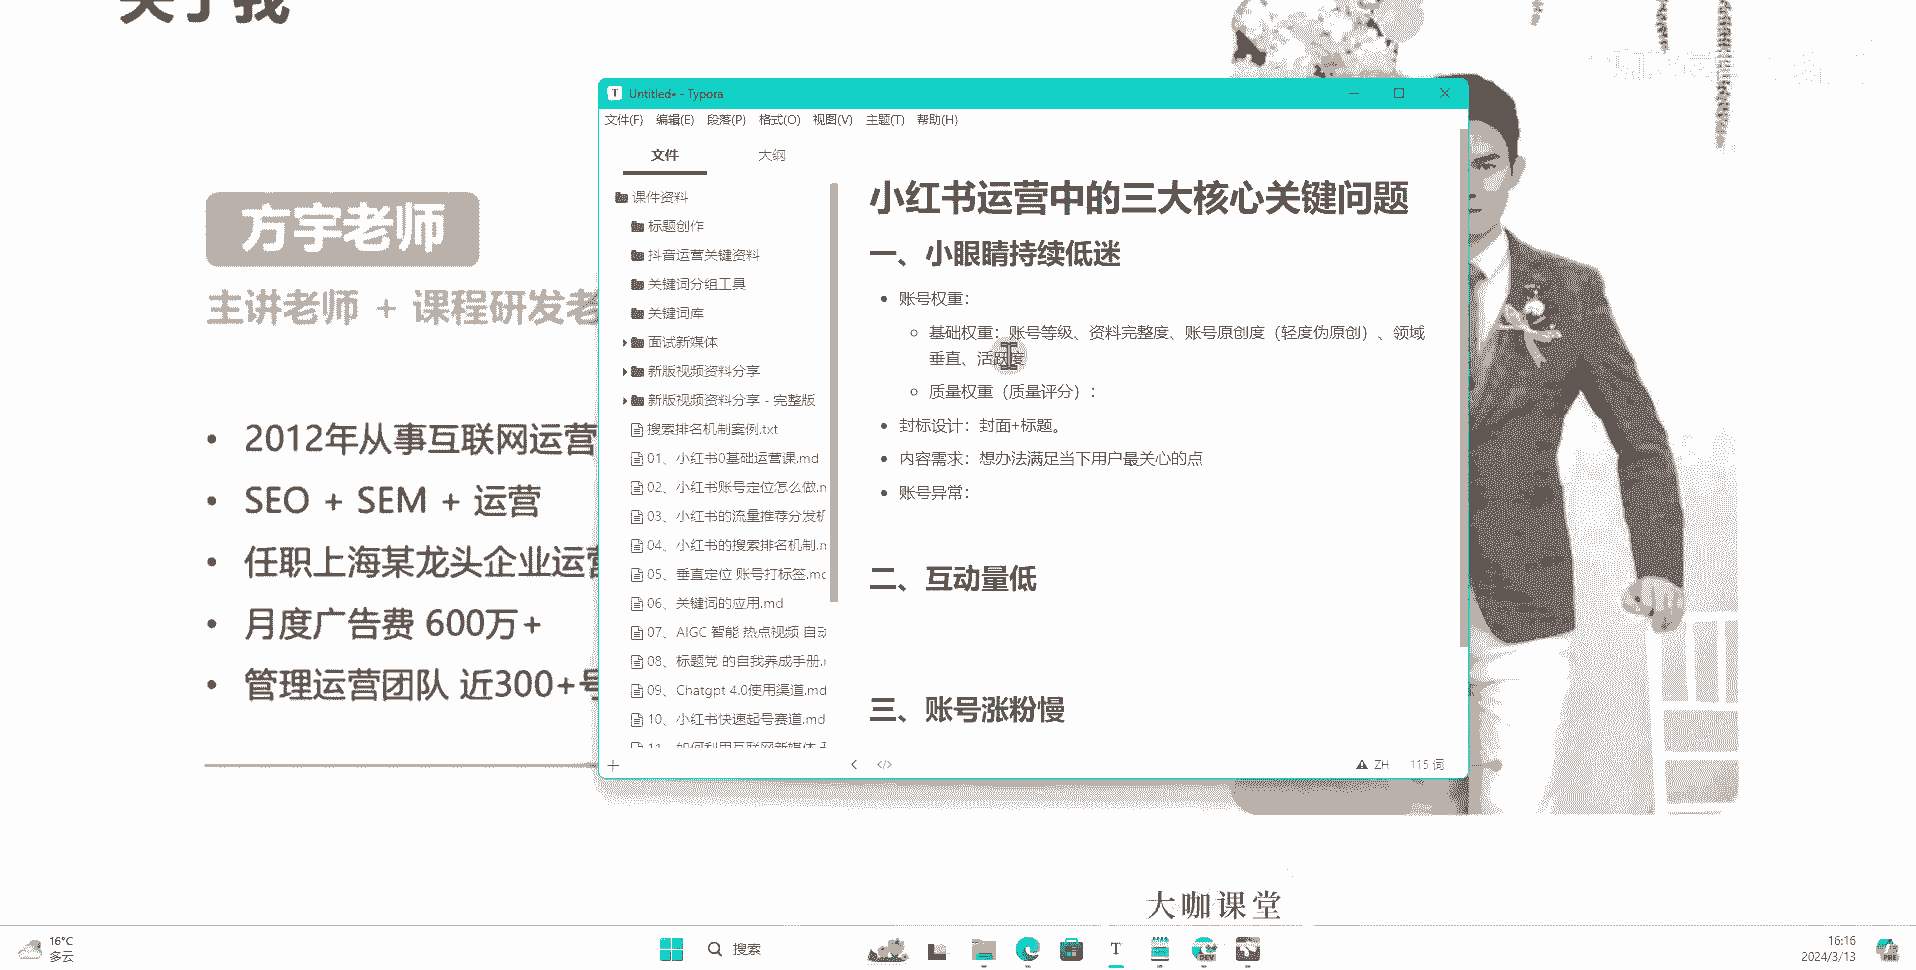 关于我
方宇老师
主讲老师 + 课程研发老
2012年从事互联网运营
SEO + SEM + 运营
任职上海某龙头企业运营
月度广告费 600万+
管理运营团队 近300+号
Untitled• - Typora
文件(F) 编辑(E) 段落(P) 格式(O) 视图(V) 主题(T) 帮助(H)
文件 大纲
课件资料
标题创作
抖音运营关键资料
关键词分组工具
关键词库
面试新媒体
新版视频资料分享
新版视频资料分享 - 完整版
搜索排名机制案例.txt
01、小红书0基础运营课.md
02、小红书账号定位怎么做.m
03、小红书的流量推荐分发机
04、小红书的搜索排名机制.m
05、垂直定位 账号打标签.md
06、关键词的应用.md
07、AIGC 智能 热点视频 自动
08、标题党 的自我养成手册.m
09、Chatgpt 4.0使用渠道.md
10、小红书快速起号赛道.md
11、如何利用互联网新媒体
小红书运营中的三大核心关键问题
一、小眼睛持续低迷
账号权重：
基础权重：账号等级、资料完整度、账号原创度（轻度伪原创）、领域
垂直、活跃度
质量权重（质量评分）：
封标设计：封面+标题。
内容需求：想办法满足当下用户最关心的点
账号异常：
二、互动量低
三、账号涨粉慢
ZH 115 词
大咖课堂
16°C
多云
搜索
16:16
2024/3/13
DEV
PRE